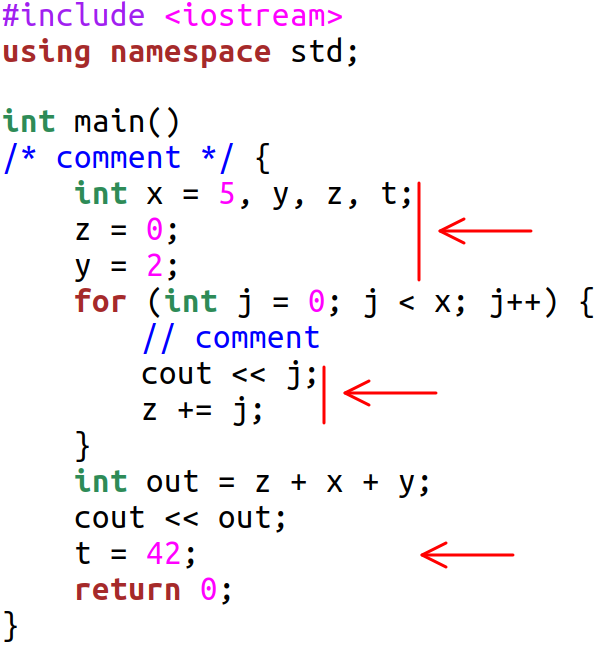 #include <iostream>
using namespace std;

int main()
/* comment */ {
    int x = 5, y, z, t;
    z = 0;
    y = 2;
    for (int j = 0; j < x; j++) {
        // comment
        cout << j;
        z += j;
    }
    int out = z + x + y;
    cout << out;
    t = 42;
    return 0;
}